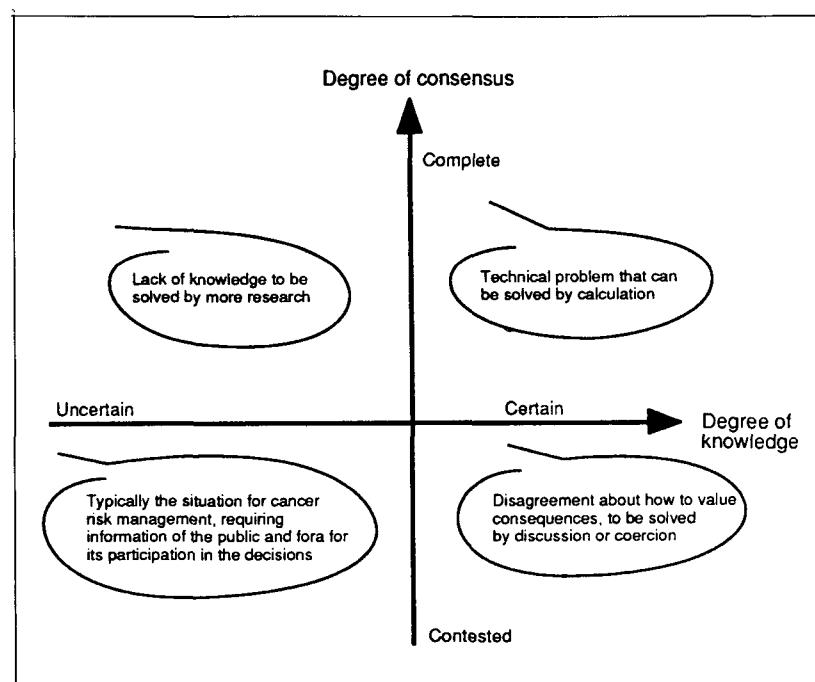 Degree of consensus
Complete
Lack of knowledge to be
solved by more research
Technical problem that can
be solved by calculation
Uncertain
Certain
Degree of
knowledge
Typically the situation for cancer
risk management, requiring
information of the public and fora for
its participation in the decisions
Disagreement about how to value
consequences, to be solved
by discussion or coercion
Contested